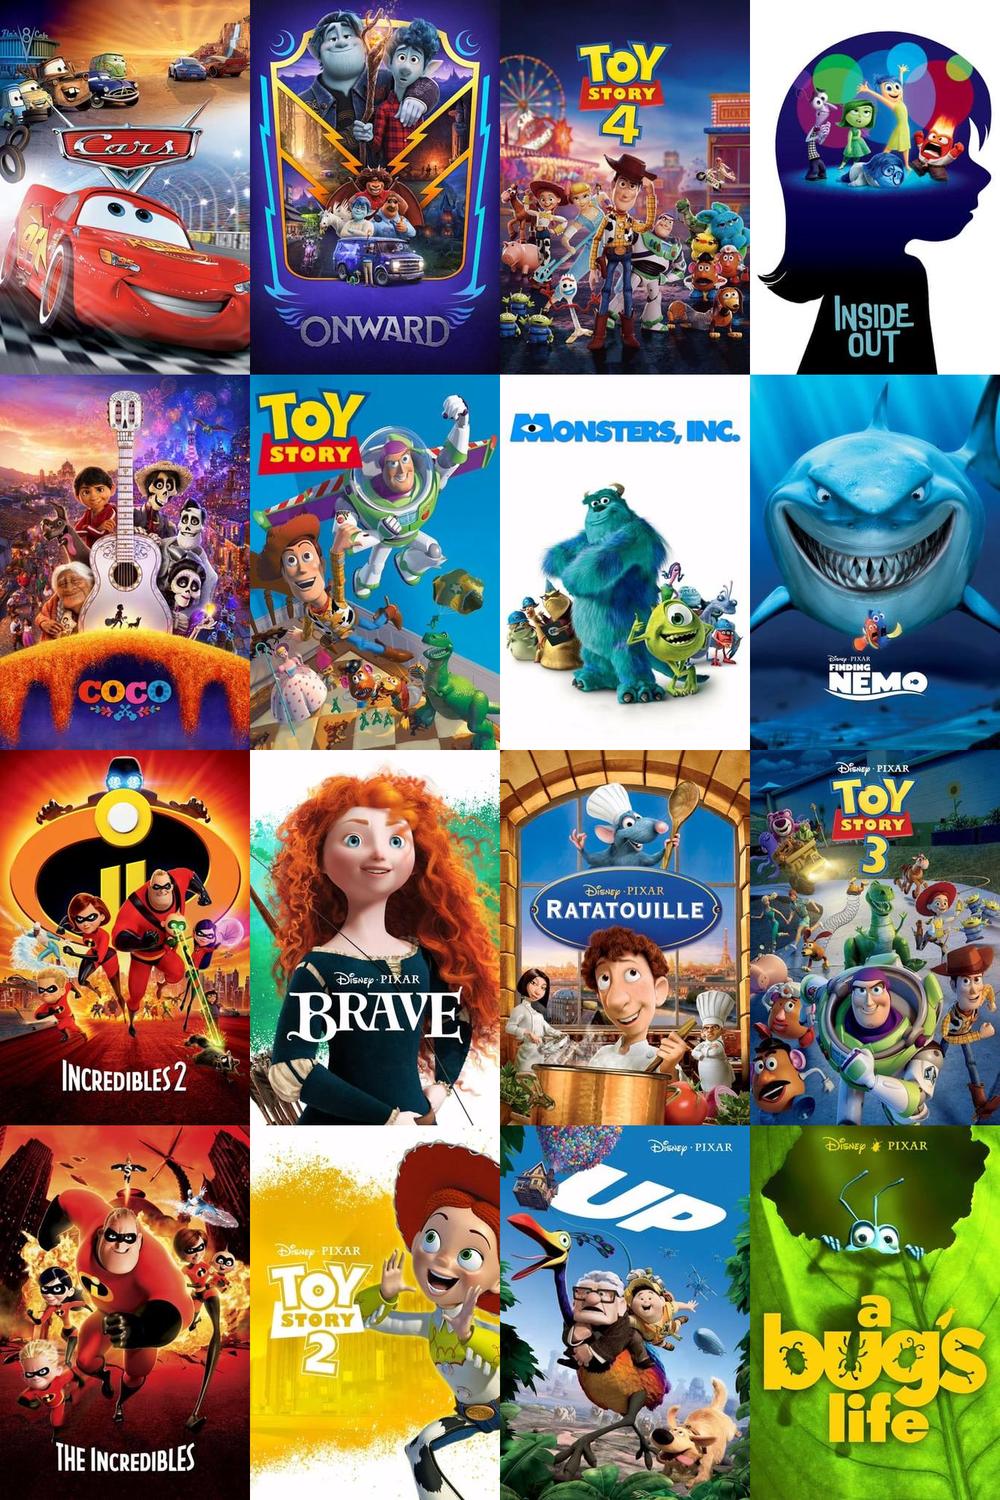 Flo's V8 Cafe
Cars
95
ONWARD
TOY
STORY
4
INSIDE
OUT
COCO
TOY
STORY
MONSTERS, INC.
Disney · PIXAR
FINDING
NEMO
INCREDIBLES 2
Disney · PIXAR
BRAVE
Disney · PIXAR
RATATOUILLE
Disney · PIXAR
TOY
STORY
3
THE INCREDIBLES
Disney · PIXAR
TOY
STORY
2
Disney · PIXAR
UP
Disney PIXAR
a
bug's
life